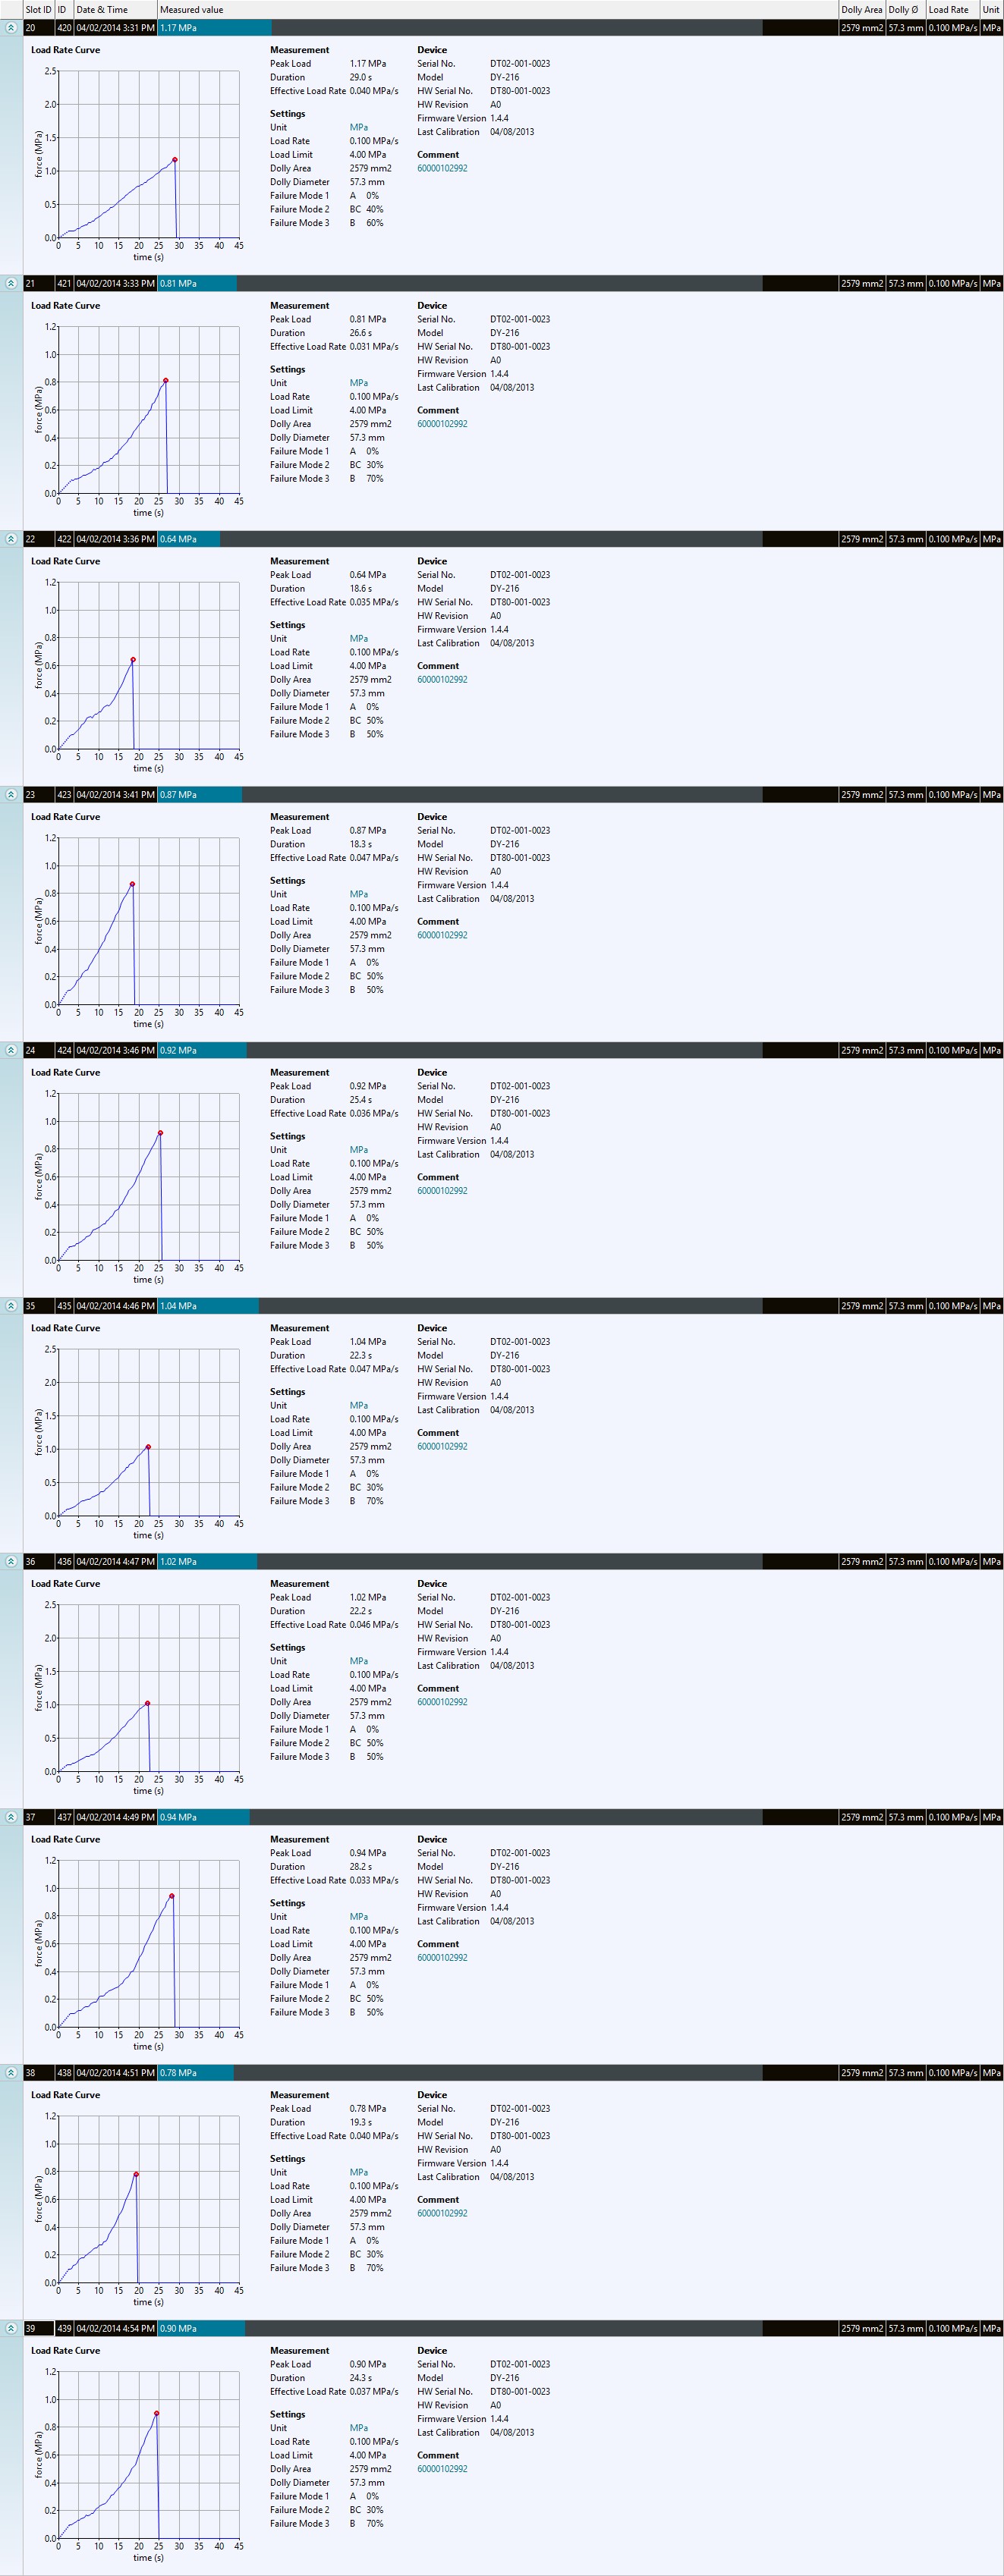 Slot ID ID Date & Time Measured value Dolly Area Dolly Ø Load Rate Unit
20 420 04/02/2014 3:31 PM 1.17 MPa 2579 mm2 57.3 mm 0.100 MPa/s MPa
Load Rate Curve Measurement Device
Peak Load 1.17 MPa Serial No. DT02-001-0023
2.5 Duration 29.0 s Model DY-216
Effective Load Rate 0.040 MPa/s HW Serial No. DT80-001-0023
2.0 HW Revision A0
Settings Firmware Version 1.4.4
Unit MPa Last Calibration 04/08/2013
1.5 Load Rate 0.100 MPa/s
Load Limit 4.00 MPa Comment
1.0 Dolly Area 2579 mm2 60000102992
Dolly Diameter 57.3 mm
Failure Mode 1 A 0%
0.5 Failure Mode 2 BC 40%
Failure Mode 3 B 60%
0.0
force (MPa)
0 5 10 15 20 25 30 35 40 45
time (s)
21 421 04/02/2014 3:33 PM 0.81 MPa 2579 mm2 57.3 mm 0.100 MPa/s MPa
Load Rate Curve Measurement Device
Peak Load 0.81 MPa Serial No. DT02-001-0023
1.2 Duration 26.6 s Model DY-216
Effective Load Rate 0.031 MPa/s HW Serial No. DT80-001-0023
1.0 HW Revision A0
Settings Firmware Version 1.4.4
Unit MPa Last Calibration 04/08/2013
0.8 Load Rate 0.100 MPa/s
0.6 Load Limit 4.00 MPa Comment
Dolly Area 2579 mm2 60000102992
0.4 Dolly Diameter 57.3 mm
Failure Mode 1 A 0%
0.2 Failure Mode 2 BC 30%
Failure Mode 3 B 70%
0.0
force (MPa)
0 5 10 15 20 25 30 35 40 45
time (s)
22 422 04/02/2014 3:36 PM 0.64 MPa 2579 mm2 57.3 mm 0.100 MPa/s MPa
Load Rate Curve Measurement Device
Peak Load 0.64 MPa Serial No. DT02-001-0023
1.2 Duration 18.6 s Model DY-216
Effective Load Rate 0.035 MPa/s HW Serial No. DT80-001-0023
1.0 HW Revision A0
Settings Firmware Version 1.4.4
Unit MPa Last Calibration 04/08/2013
0.8 Load Rate 0.100 MPa/s
0.6 Load Limit 4.00 MPa Comment
Dolly Area 2579 mm2 60000102992
0.4 Dolly Diameter 57.3 mm
Failure Mode 1 A 0%
0.2 Failure Mode 2 BC 50%
Failure Mode 3 B 50%
0.0
force (MPa)
0 5 10 15 20 25 30 35 40 45
time (s)
23 423 04/02/2014 3:41 PM 0.87 MPa 2579 mm2 57.3 mm 0.100 MPa/s MPa
Load Rate Curve Measurement Device
Peak Load 0.87 MPa Serial No. DT02-001-0023
1.2 Duration 18.3 s Model DY-216
Effective Load Rate 0.047 MPa/s HW Serial No. DT80-001-0023
1.0 HW Revision A0
Settings Firmware Version 1.4.4
Unit MPa Last Calibration 04/08/2013
0.8 Load Rate 0.100 MPa/s
0.6 Load Limit 4.00 MPa Comment
Dolly Area 2579 mm2 60000102992
0.4 Dolly Diameter 57.3 mm
Failure Mode 1 A 0%
0.2 Failure Mode 2 BC 50%
Failure Mode 3 B 50%
0.0
force (MPa)
0 5 10 15 20 25 30 35 40 45
time (s)
24 424 04/02/2014 3:46 PM 0.92 MPa 2579 mm2 57.3 mm 0.100 MPa/s MPa
Load Rate Curve Measurement Device
Peak Load 0.92 MPa Serial No. DT02-001-0023
1.2 Duration 25.4 s Model DY-216
Effective Load Rate 0.036 MPa/s HW Serial No. DT80-001-0023
1.0 HW Revision A0
Settings Firmware Version 1.4.4
Unit MPa Last Calibration 04/08/2013
0.8 Load Rate 0.100 MPa/s
0.6 Load Limit 4.00 MPa Comment
Dolly Area 2579 mm2 60000102992
0.4 Dolly Diameter 57.3 mm
Failure Mode 1 A 0%
0.2 Failure Mode 2 BC 50%
Failure Mode 3 B 50%
0.0
force (MPa)
0 5 10 15 20 25 30 35 40 45
time (s)
35 435 04/02/2014 4:46 PM 1.04 MPa 2579 mm2 57.3 mm 0.100 MPa/s MPa
Load Rate Curve Measurement Device
Peak Load 1.04 MPa Serial No. DT02-001-0023
2.5 Duration 22.3 s Model DY-216
Effective Load Rate 0.047 MPa/s HW Serial No. DT80-001-0023
2.0 HW Revision A0
Settings Firmware Version 1.4.4
Unit MPa Last Calibration 04/08/2013
1.5 Load Rate 0.100 MPa/s
Load Limit 4.00 MPa Comment
1.0 Dolly Area 2579 mm2 60000102992
Dolly Diameter 57.3 mm
Failure Mode 1 A 0%
0.5 Failure Mode 2 BC 30%
Failure Mode 3 B 70%
0.0
force (MPa)
0 5 10 15 20 25 30 35 40 45
time (s)
36 436 04/02/2014 4:47 PM 1.02 MPa 2579 mm2 57.3 mm 0.100 MPa/s MPa
Load Rate Curve Measurement Device
Peak Load 1.02 MPa Serial No. DT02-001-0023
2.5 Duration 22.2 s Model DY-216
Effective Load Rate 0.046 MPa/s HW Serial No. DT80-001-0023
2.0 HW Revision A0
Settings Firmware Version 1.4.4
Unit MPa Last Calibration 04/08/2013
1.5 Load Rate 0.100 MPa/s
Load Limit 4.00 MPa Comment
1.0 Dolly Area 2579 mm2 60000102992
Dolly Diameter 57.3 mm
Failure Mode 1 A 0%
0.5 Failure Mode 2 BC 50%
Failure Mode 3 B 50%
0.0
force (MPa)
0 5 10 15 20 25 30 35 40 45
time (s)
37 437 04/02/2014 4:49 PM 0.94 MPa 2579 mm2 57.3 mm 0.100 MPa/s MPa
Load Rate Curve Measurement Device
Peak Load 0.94 MPa Serial No. DT02-001-0023
1.2 Duration 28.2 s Model DY-216
Effective Load Rate 0.033 MPa/s HW Serial No. DT80-001-0023
1.0 HW Revision A0
Settings Firmware Version 1.4.4
Unit MPa Last Calibration 04/08/2013
0.8 Load Rate 0.100 MPa/s
0.6 Load Limit 4.00 MPa Comment
Dolly Area 2579 mm2 60000102992
0.4 Dolly Diameter 57.3 mm
Failure Mode 1 A 0%
0.2 Failure Mode 2 BC 50%
Failure Mode 3 B 50%
0.0
force (MPa)
0 5 10 15 20 25 30 35 40 45
time (s)
38 438 04/02/2014 4:51 PM 0.78 MPa 2579 mm2 57.3 mm 0.100 MPa/s MPa
Load Rate Curve Measurement Device
Peak Load 0.78 MPa Serial No. DT02-001-0023
1.2 Duration 19.3 s Model DY-216
Effective Load Rate 0.040 MPa/s HW Serial No. DT80-001-0023
1.0 HW Revision A0
Settings Firmware Version 1.4.4
Unit MPa Last Calibration 04/08/2013
0.8 Load Rate 0.100 MPa/s
0.6 Load Limit 4.00 MPa Comment
Dolly Area 2579 mm2 60000102992
0.4 Dolly Diameter 57.3 mm
Failure Mode 1 A 0%
0.2 Failure Mode 2 BC 30%
Failure Mode 3 B 70%
0.0
force (MPa)
0 5 10 15 20 25 30 35 40 45
time (s)
39 439 04/02/2014 4:54 PM 0.90 MPa 2579 mm2 57.3 mm 0.100 MPa/s MPa
Load Rate Curve Measurement Device
Peak Load 0.90 MPa Serial No. DT02-001-0023
1.2 Duration 24.3 s Model DY-216
Effective Load Rate 0.037 MPa/s HW Serial No. DT80-001-0023
1.0 HW Revision A0
Settings Firmware Version 1.4.4
Unit MPa Last Calibration 04/08/2013
0.8 Load Rate 0.100 MPa/s
0.6 Load Limit 4.00 MPa Comment
Dolly Area 2579 mm2 60000102992
0.4 Dolly Diameter 57.3 mm
Failure Mode 1 A 0%
0.2 Failure Mode 2 BC 30%
Failure Mode 3 B 70%
0.0
force (MPa)
0 5 10 15 20 25 30 35 40 45
time (s)